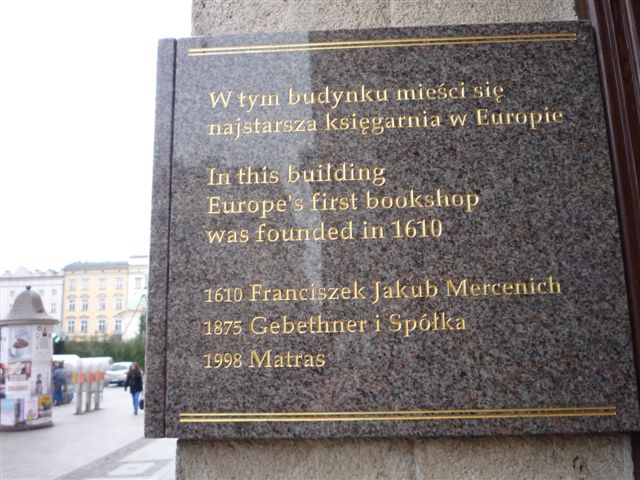 W tym budynku mieści się
najstarsza księgarnia w Europie
In this building
Europe's first bookshop
was founded in 1610
1610 Franciszek Jakub Mercenich
1875 Gebethner i Spółka
1998 Matras